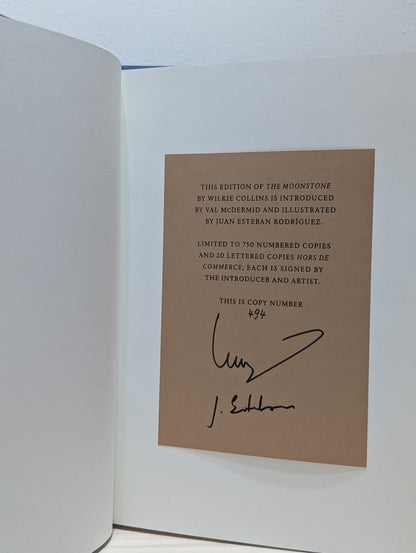 THIS EDITION OF THE MOONSTONE
BY WILKIE COLLINS IS INTRODUCED
BY VAL McDERMID AND ILLUSTRATED
BY JUAN ESTEBAN RODRÍGUEZ.
LIMITED TO 750 NUMBERED COPIES
AND 20 LETTERED COPIES HORS DE
COMMERCE, EACH IS SIGNED BY
THE INTRODUCER AND ARTIST.
THIS IS COPY NUMBER
494
J. Esteban